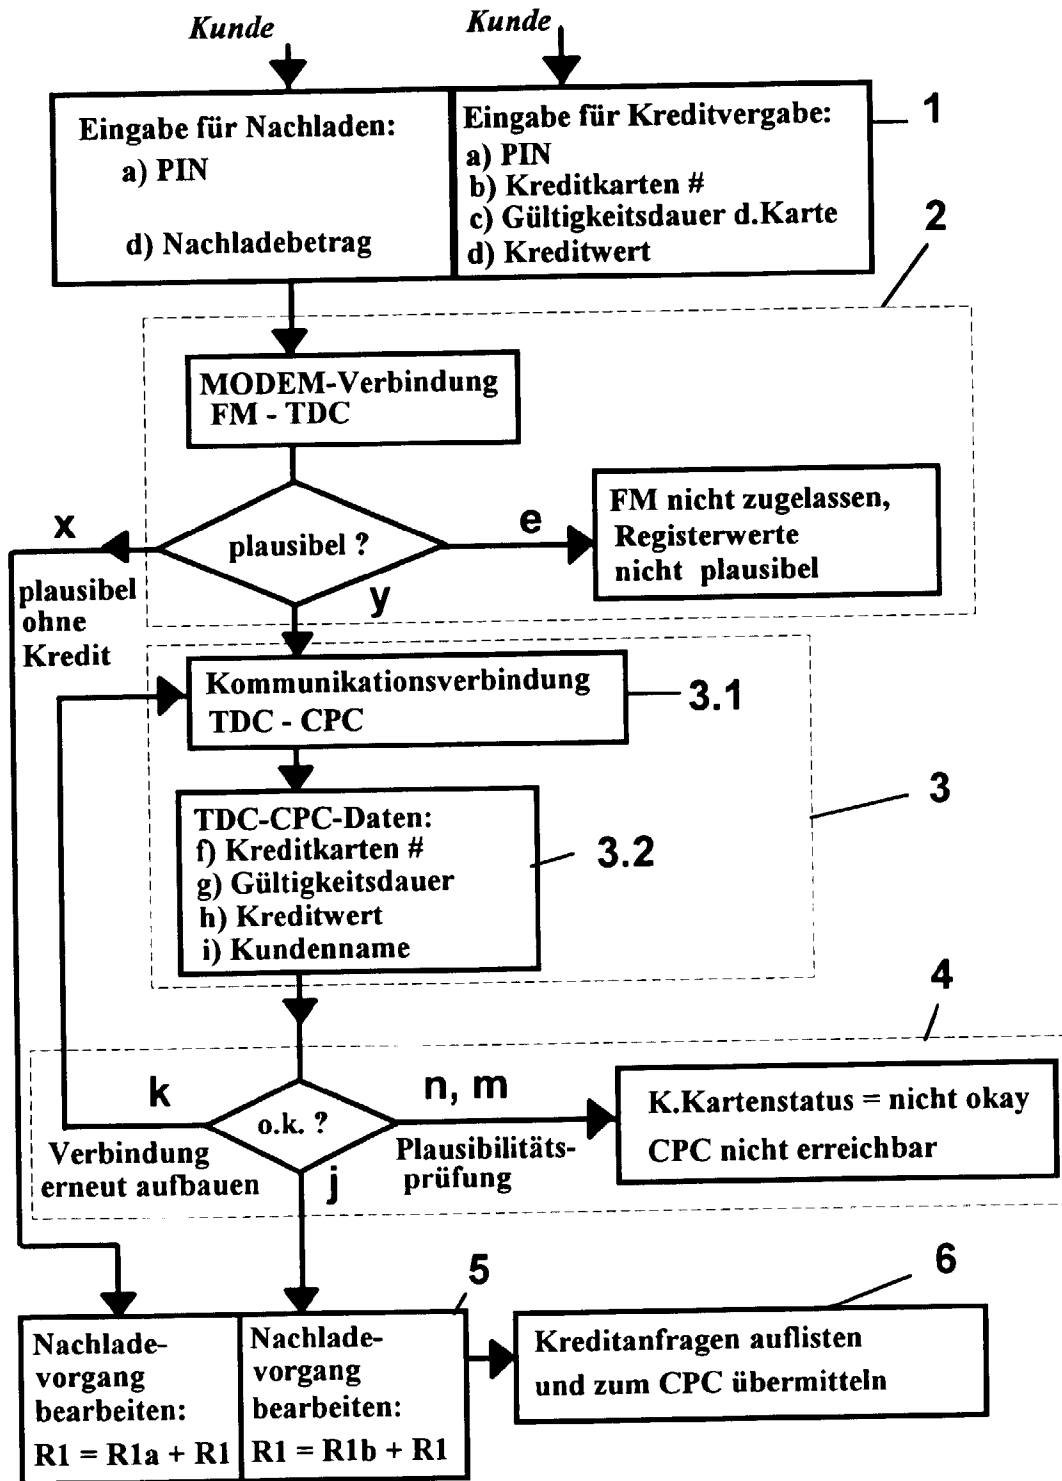 Kunde
Kunde
Eingabe für Nachladen:
a) PIN
d) Nachladebetrag
Eingabe für Kreditvergabe:
a) PIN
b) Kreditkarten #
c) Gültigkeitsdauer d.Karte
d) Kreditwert
1
2
MODEM-Verbindung
FM - TDC
plausibel ?
x
plausibel
ohne
Kredit
e
FM nicht zugelassen,
Registerwerte
nicht plausibel
y
Kommunikationsverbindung
TDC - CPC
3.1
3
TDC-CPC-Daten:
f) Kreditkarten #
g) Gültigkeitsdauer
h) Kreditwert
i) Kundenname
3.2
4
o.k. ?
k
Verbindung
erneut aufbauen
n, m
Plausibilitäts-
prüfung
K.Kartenstatus = nicht okay
CPC nicht erreichbar
j
5
Nachlade-
vorgang
bearbeiten:
R1 = R1a + R1
Nachlade-
vorgang
bearbeiten:
R1 = R1b + R1
6
Kreditanfragen auflisten
und zum CPC übermitteln